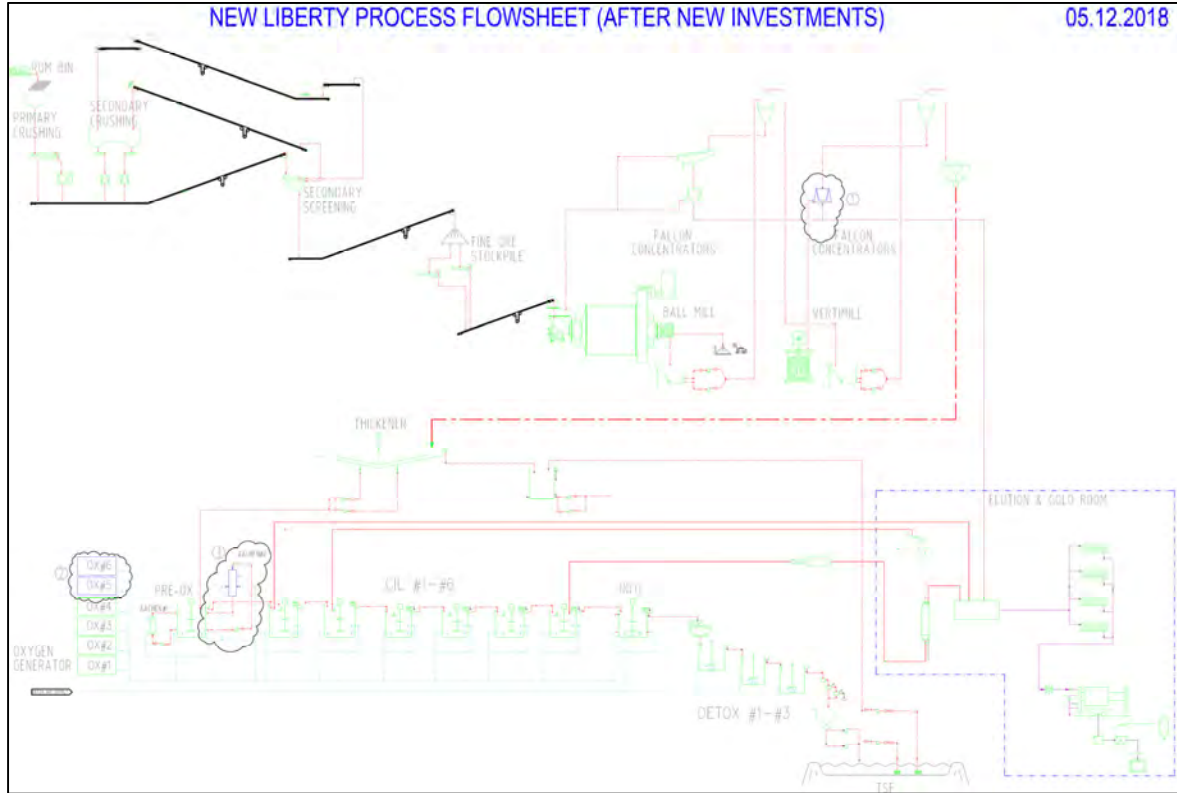 NEW LIBERTY PROCESS FLOWSHEET (AFTER NEW INVESTMENTS) 05.12.2018
ROM BIN
PRIMARY
CRUSHING
SECONDARY
CRUSHING
SECONDARY
SCREENING
FINE ORE
STOCKPILE
FALCON
CONCENTRATORS
(1)
FALCON
CONCENTRATORS
BALL MILL
VERTIMILL
THICKENER
ELUTION & GOLD ROOM
(2)
OX#6
OX#5
OX#4
OX#3
OX#2
OX#1
OXYGEN
GENERATOR
PRE-OX
CIL #1-#6
DETOX #1-#3
TSF